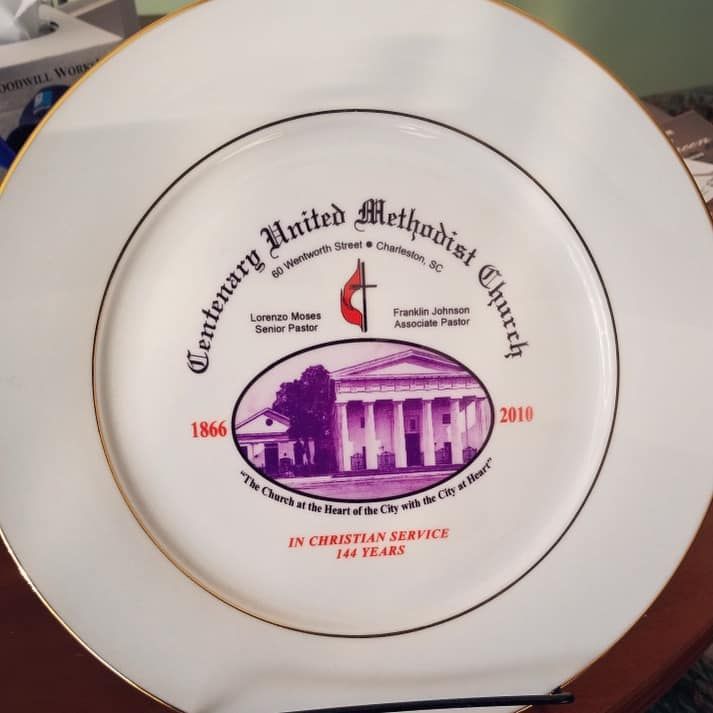 Centenary United Methodist Church
60 Wentworth Street ● Charleston, SC
Lorenzo Moses
Senior Pastor
Franklin Johnson
Associate Pastor
1866
2010
"The Church at the Heart of the City with the City at Heart"
IN CHRISTIAN SERVICE
144 YEARS